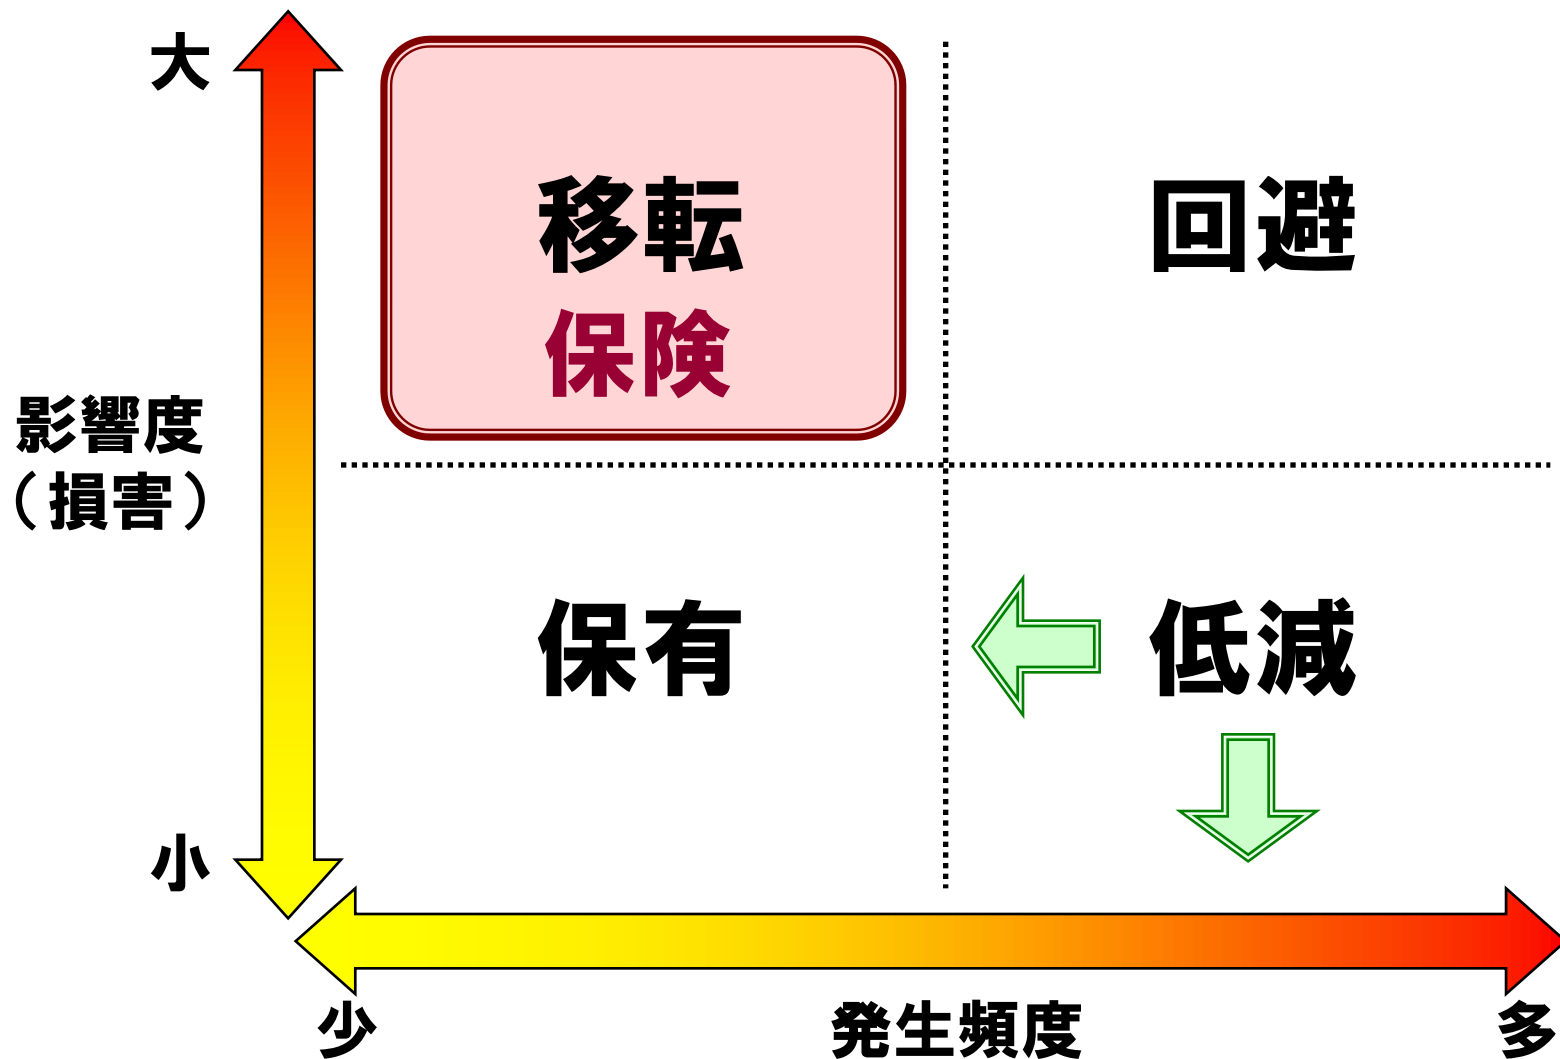 大
移転
保険
回避
影響度
（損害）
保有
低減
小
少
発生頻度
多